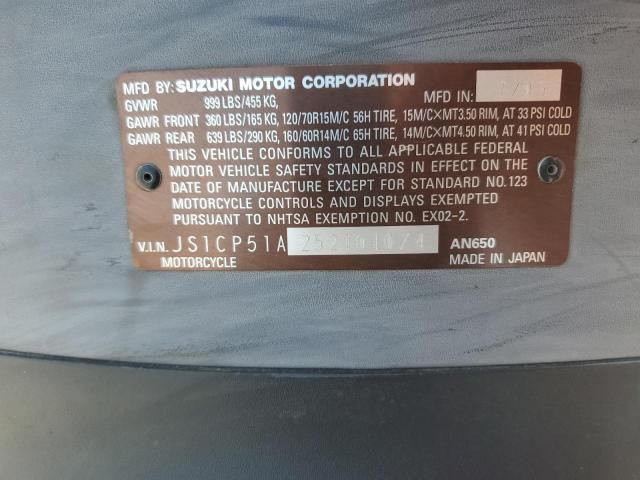 MFD BY: SUZUKI MOTOR CORPORATION
GVWR 999 LBS/455 KG, MFD IN:
GAWR FRONT 360 LBS/165 KG, 120/70R15M/C 56H TIRE, 15M/C×MT3.50 RIM, AT 33 PSI COLD
GAWR REAR 639 LBS/290 KG, 160/60R14M/C 65H TIRE, 14M/C×MT4.50 RIM, AT 41 PSI COLD
THIS VEHICLE CONFORMS TO ALL APPLICABLE FEDERAL
MOTOR VEHICLE SAFETY STANDARDS IN EFFECT ON THE
DATE OF MANUFACTURE EXCEPT FOR STANDARD NO.123
MOTORCYCLE CONTROLS AND DISPLAYS EXEMPTED
PURSUANT TO NHTSA EXEMPTION NO. EX02-2.
V.I.N. JS1CP51A AN650
MOTORCYCLE MADE IN JAPAN